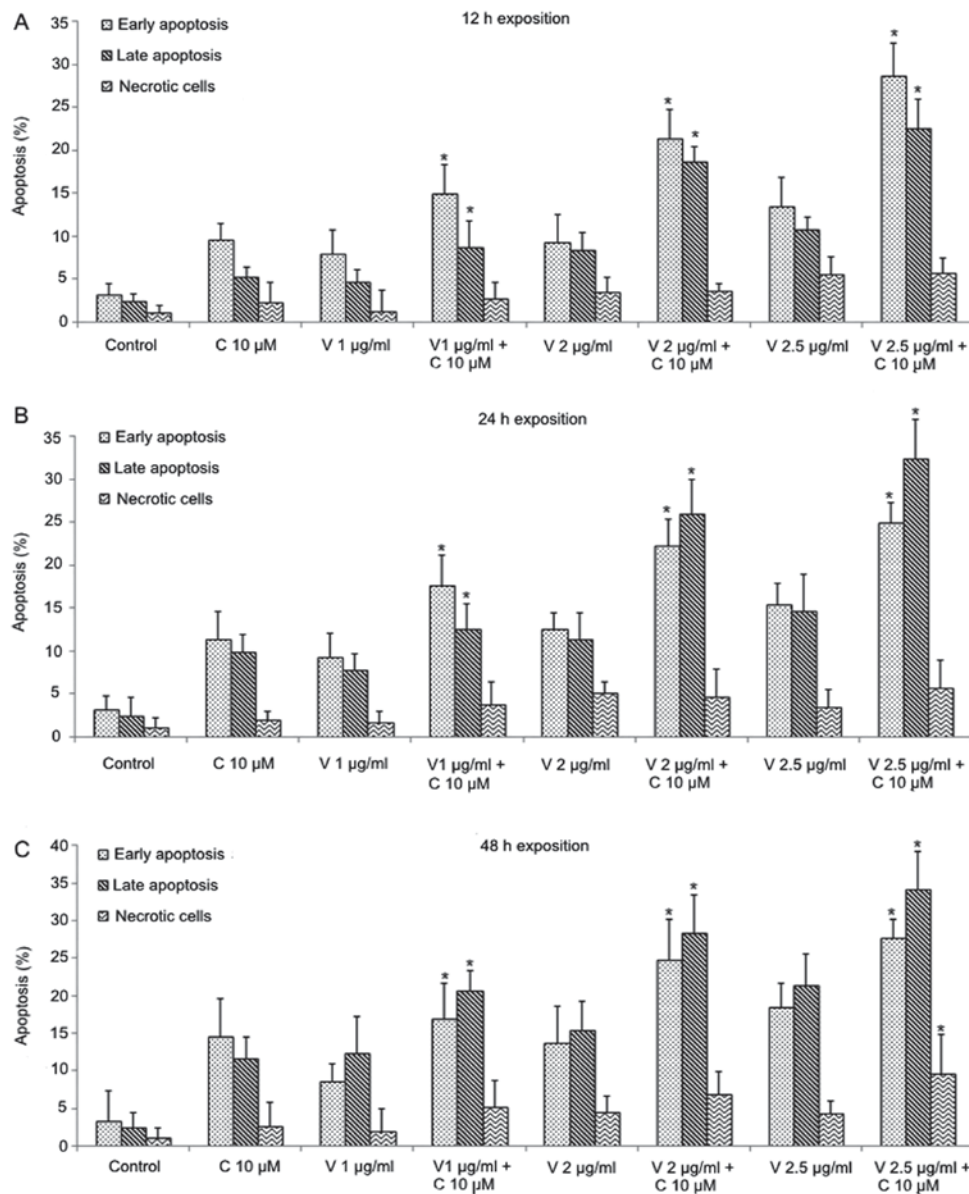 A
12 h exposition
Early apoptosis
Late apoptosis
Necrotic cells
Apoptosis (%)
35
30
25
20
15
10
5
0
* * * * * *
Control C 10 µM V 1 µg/ml V1 µg/ml + V 2 µg/ml V 2 µg/ml + V 2.5 µg/ml V 2.5 µg/ml +
C 10 µM C 10 µM C 10 µM
B
24 h exposition
Early apoptosis
Late apoptosis
Necrotic cells
Apoptosis (%)
35
30
25
20
15
10
5
0
* * * * * *
Control C 10 µM V 1 µg/ml V1 µg/ml + V 2 µg/ml V 2 µg/ml + V 2.5 µg/ml V 2.5 µg/ml +
C 10 µM C 10 µM C 10 µM
C
48 h exposition
Early apoptosis
Late apoptosis
Necrotic cells
Apoptosis (%)
40
35
30
25
20
15
10
5
0
* * * * * * *
Control C 10 µM V 1 µg/ml V1 µg/ml + V 2 µg/ml V 2 µg/ml + V 2.5 µg/ml V 2.5 µg/ml +
C 10 µM C 10 µM C 10 µM